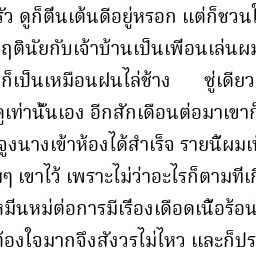 รัว ดูก็ตื่นเต้นดีอยู่หรอก แต่ก็ชวนใ
ฤตินัยกับเจ้าบ้านเป็นเพื่อนเล่นผม
ก็เป็นเหมือนฝนไล่ช้าง ซู่เดียว
ดูเท่านั้นเอง อีกสักเดือนต่อมาเขาก็
จูงนางเข้าห้องได้สำเร็จ รายนี้ผมเ
ๆ เขาไว้ เพราะไม่ว่าอะไรก็ตามที่เกิ
หมิ่นหม่ต่อการมีเรื่องเดือดเนื้อร้อน
ต้องใจมากจึงสังวรไม่ไหว และก็ปร